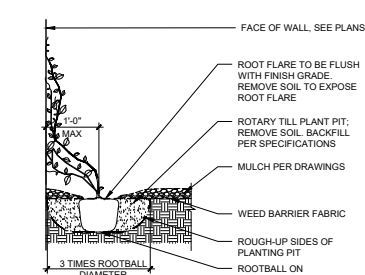 FACE OF WALL, SEE PLANS
ROOT FLARE TO BE FLUSH
WITH FINISH GRADE.
REMOVE SOIL TO EXPOSE
ROOT FLARE
1'-0"
MAX
ROTARY TILL PLANT PIT;
REMOVE SOIL. BACKFILL
PER SPECIFICATIONS
MULCH PER DRAWINGS
WEED BARRIER FABRIC
ROUGH-UP SIDES OF
PLANTING PIT
3 TIMES ROOTBALL
DIAMETER
ROOTBALL ON